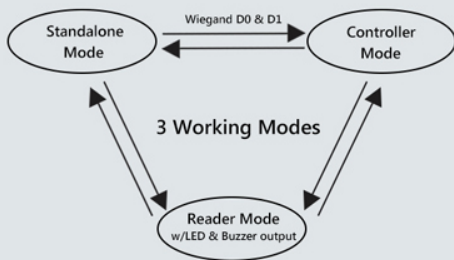 Wiegand D0 & D1
Standalone
Mode
Controller
Mode
3 Working Modes
Reader Mode
w/LED & Buzzer output